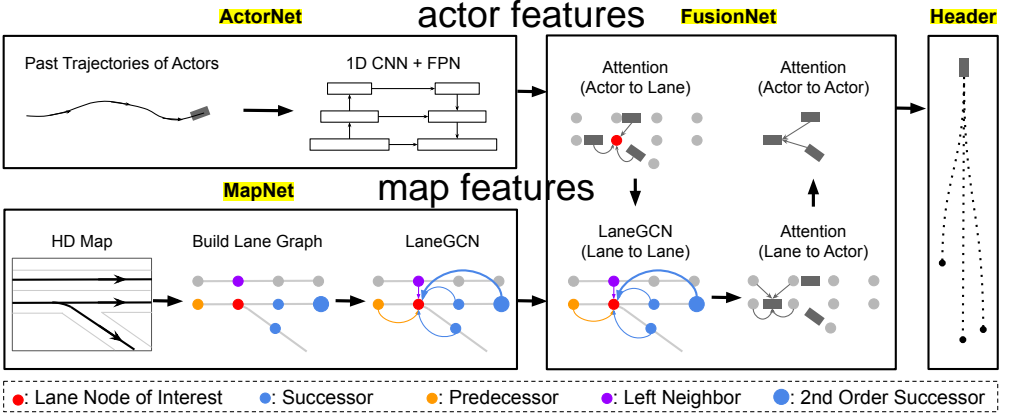 ActorNet
actor features
FusionNet
Header
Past Trajectories of Actors
1D CNN + FPN
Attention
(Actor to Lane)
Attention
(Actor to Actor)
MapNet
map features
HD Map
Build Lane Graph
LaneGCN
LaneGCN
(Lane to Lane)
Attention
(Lane to Actor)
: Lane Node of Interest
: Successor
: Predecessor
: Left Neighbor
: 2nd Order Successor